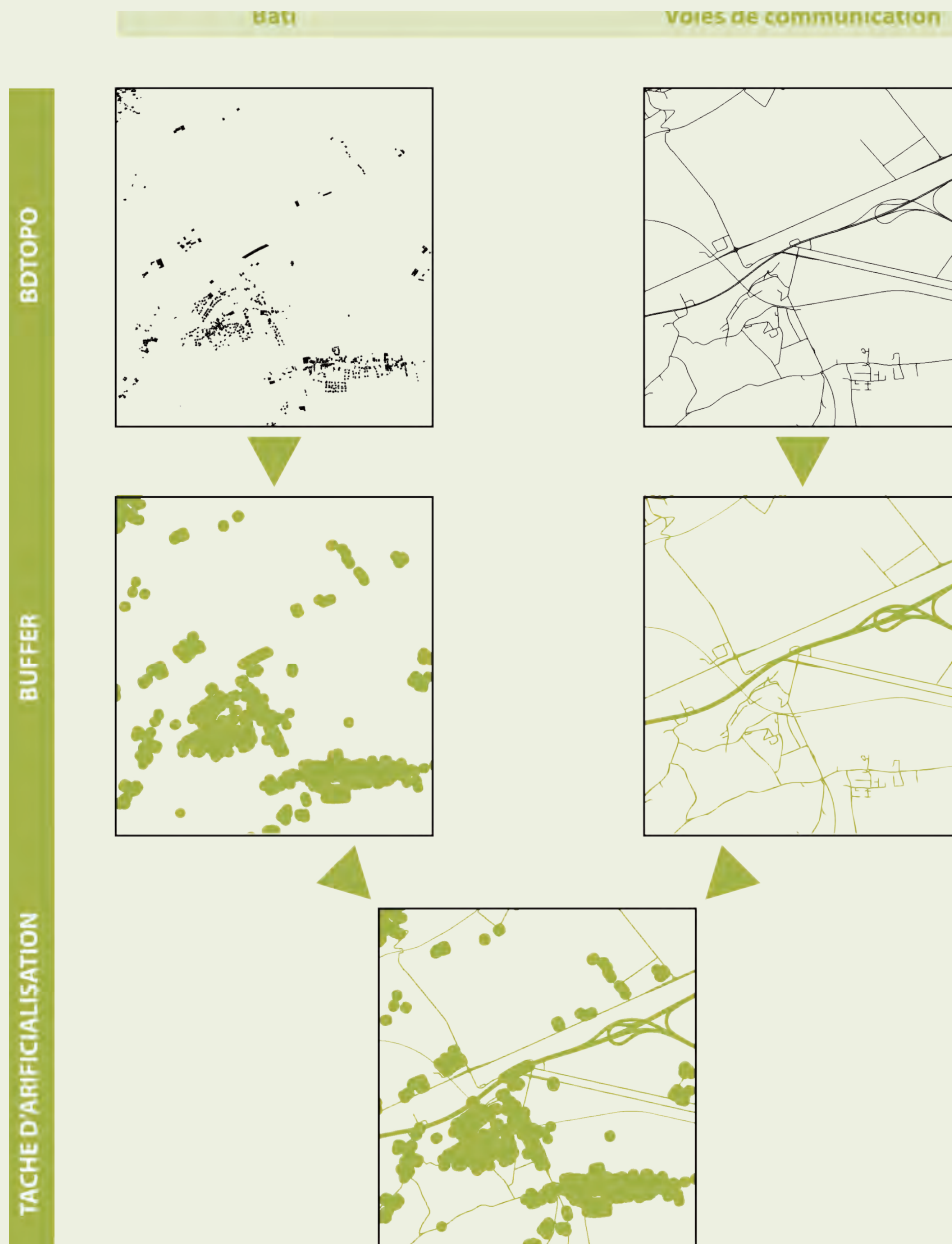 Bâti
Voies de communication
BDTOPO
BUFFER
TACHE D'ARIFICIALISATION